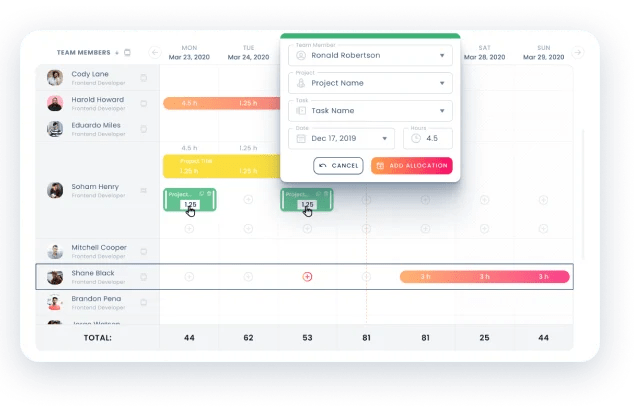 TEAM MEMBERS
MON
TUE
SAT
SUN
Mar 23, 2020
Mar 24, 2020
Mar 28, 2020
Mar 29, 2020
Team Member
Ronald Robertson
Project
Project Name
Task
Task Name
Date
Dec 17, 2019
Hours
4.5
CANCEL
ADD ALLOCATION
Cody Lane
Frontend Developer
Harold Howard
Frontend Developer
4.5 h
1.25 h
Eduardo Miles
Frontend Developer
4.5 h
1.25 h
Project Title
1.25 h
1.25 h
Soham Henry
Frontend Developer
Project...
1.25
Project...
1.25
Mitchell Cooper
Frontend Developer
Shane Black
Frontend Developer
3 h
3 h
Brandon Pena
Frontend Developer
TOTAL:
44
62
53
81
81
25
44